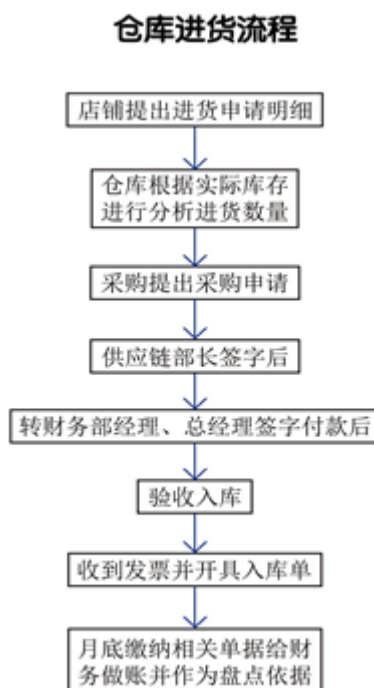 仓库进货流程
店铺提出进货申请明细
仓库根据实际库存
进行分析进货数量
采购提出采购申请
供应链部长签字后
转财务部经理、总经理签字付款后
验收入库
收到发票并开具入库单
月底缴纳相关单据给财
务做账并作为盘点依据